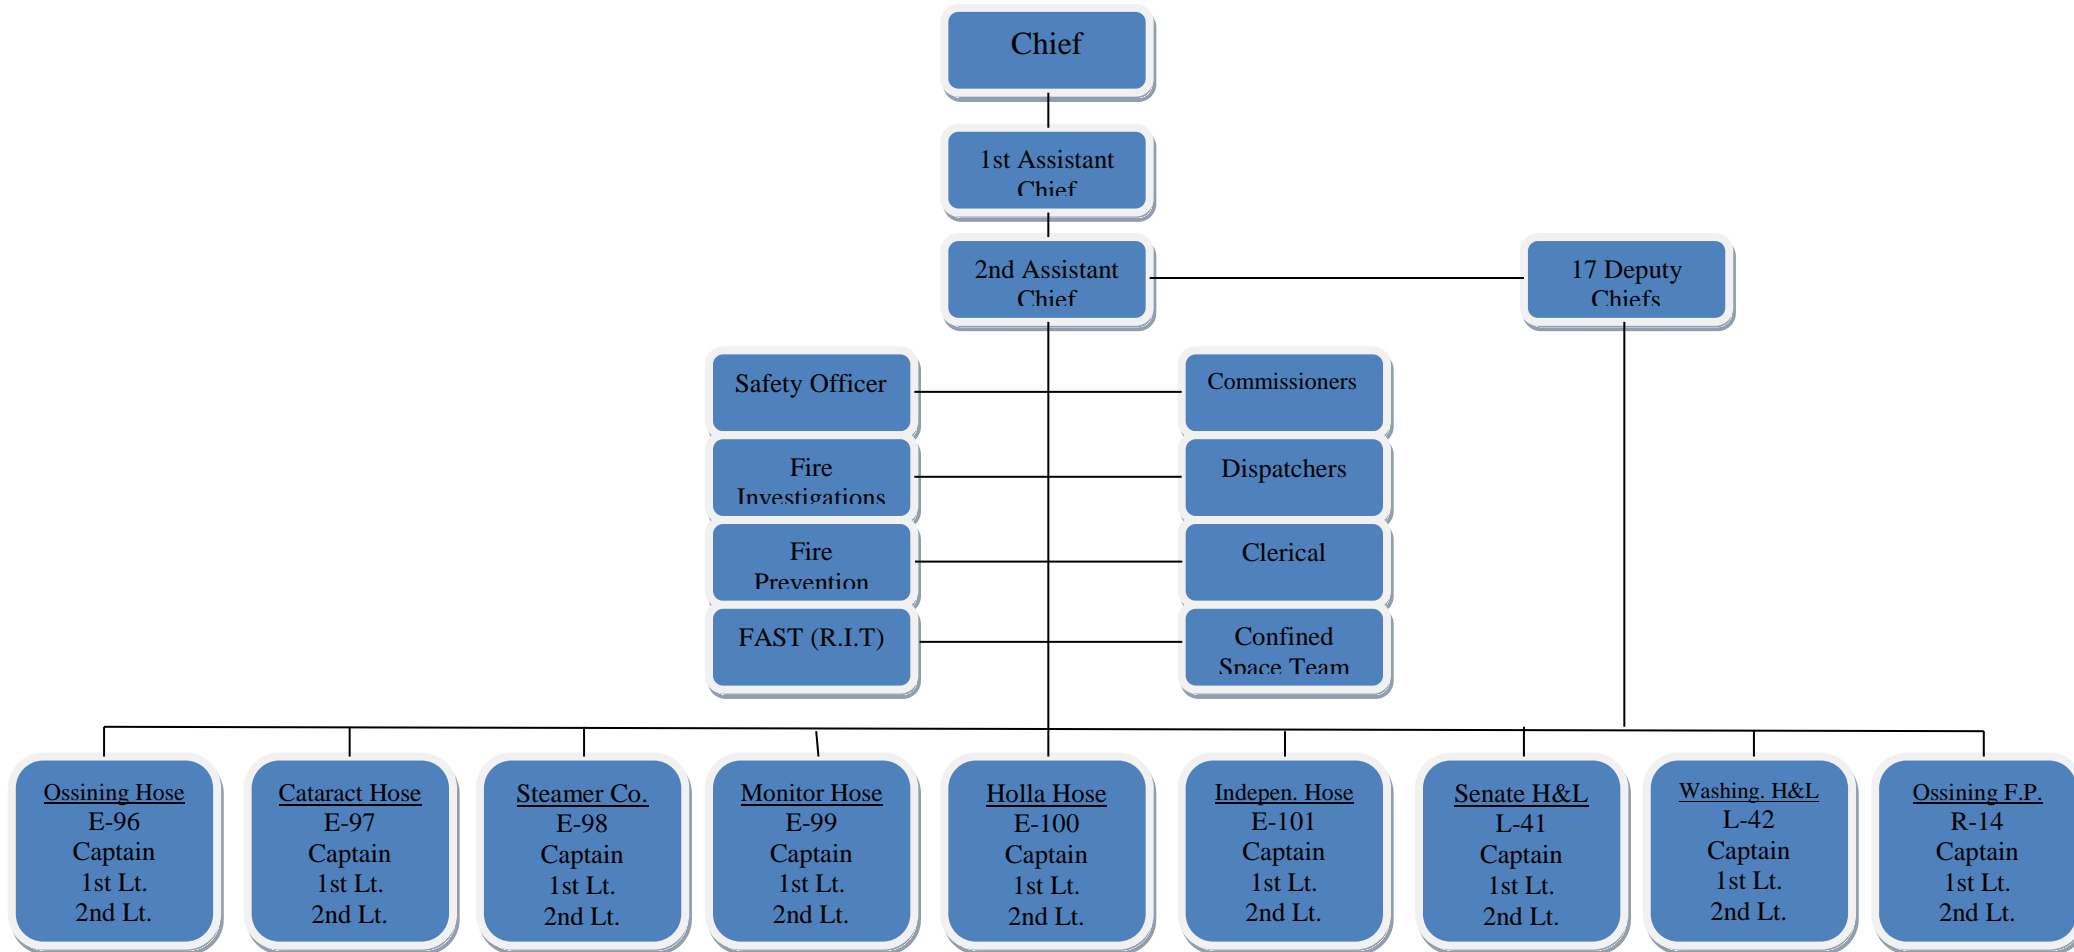 Chief
1st Assistant
Chief
2nd Assistant
Chief
17 Deputy
Chiefs
Safety Officer
Commissioners
Fire
Investigations
Dispatchers
Fire
Prevention
Clerical
FAST (R.I.T)
Confined
Space Team
Ossining Hose
E-96
Captain
1st Lt.
2nd Lt.
Cataract Hose
E-97
Captain
1st Lt.
2nd Lt.
Steamer Co.
E-98
Captain
1st Lt.
2nd Lt.
Monitor Hose
E-99
Captain
1st Lt.
2nd Lt.
Holla Hose
E-100
Captain
1st Lt.
2nd Lt.
Indepen. Hose
E-101
Captain
1st Lt.
2nd Lt.
Senate H&L
L-41
Captain
1st Lt.
2nd Lt.
Washing. H&L
L-42
Captain
1st Lt.
2nd Lt.
Ossining F.P.
R-14
Captain
1st Lt.
2nd Lt.